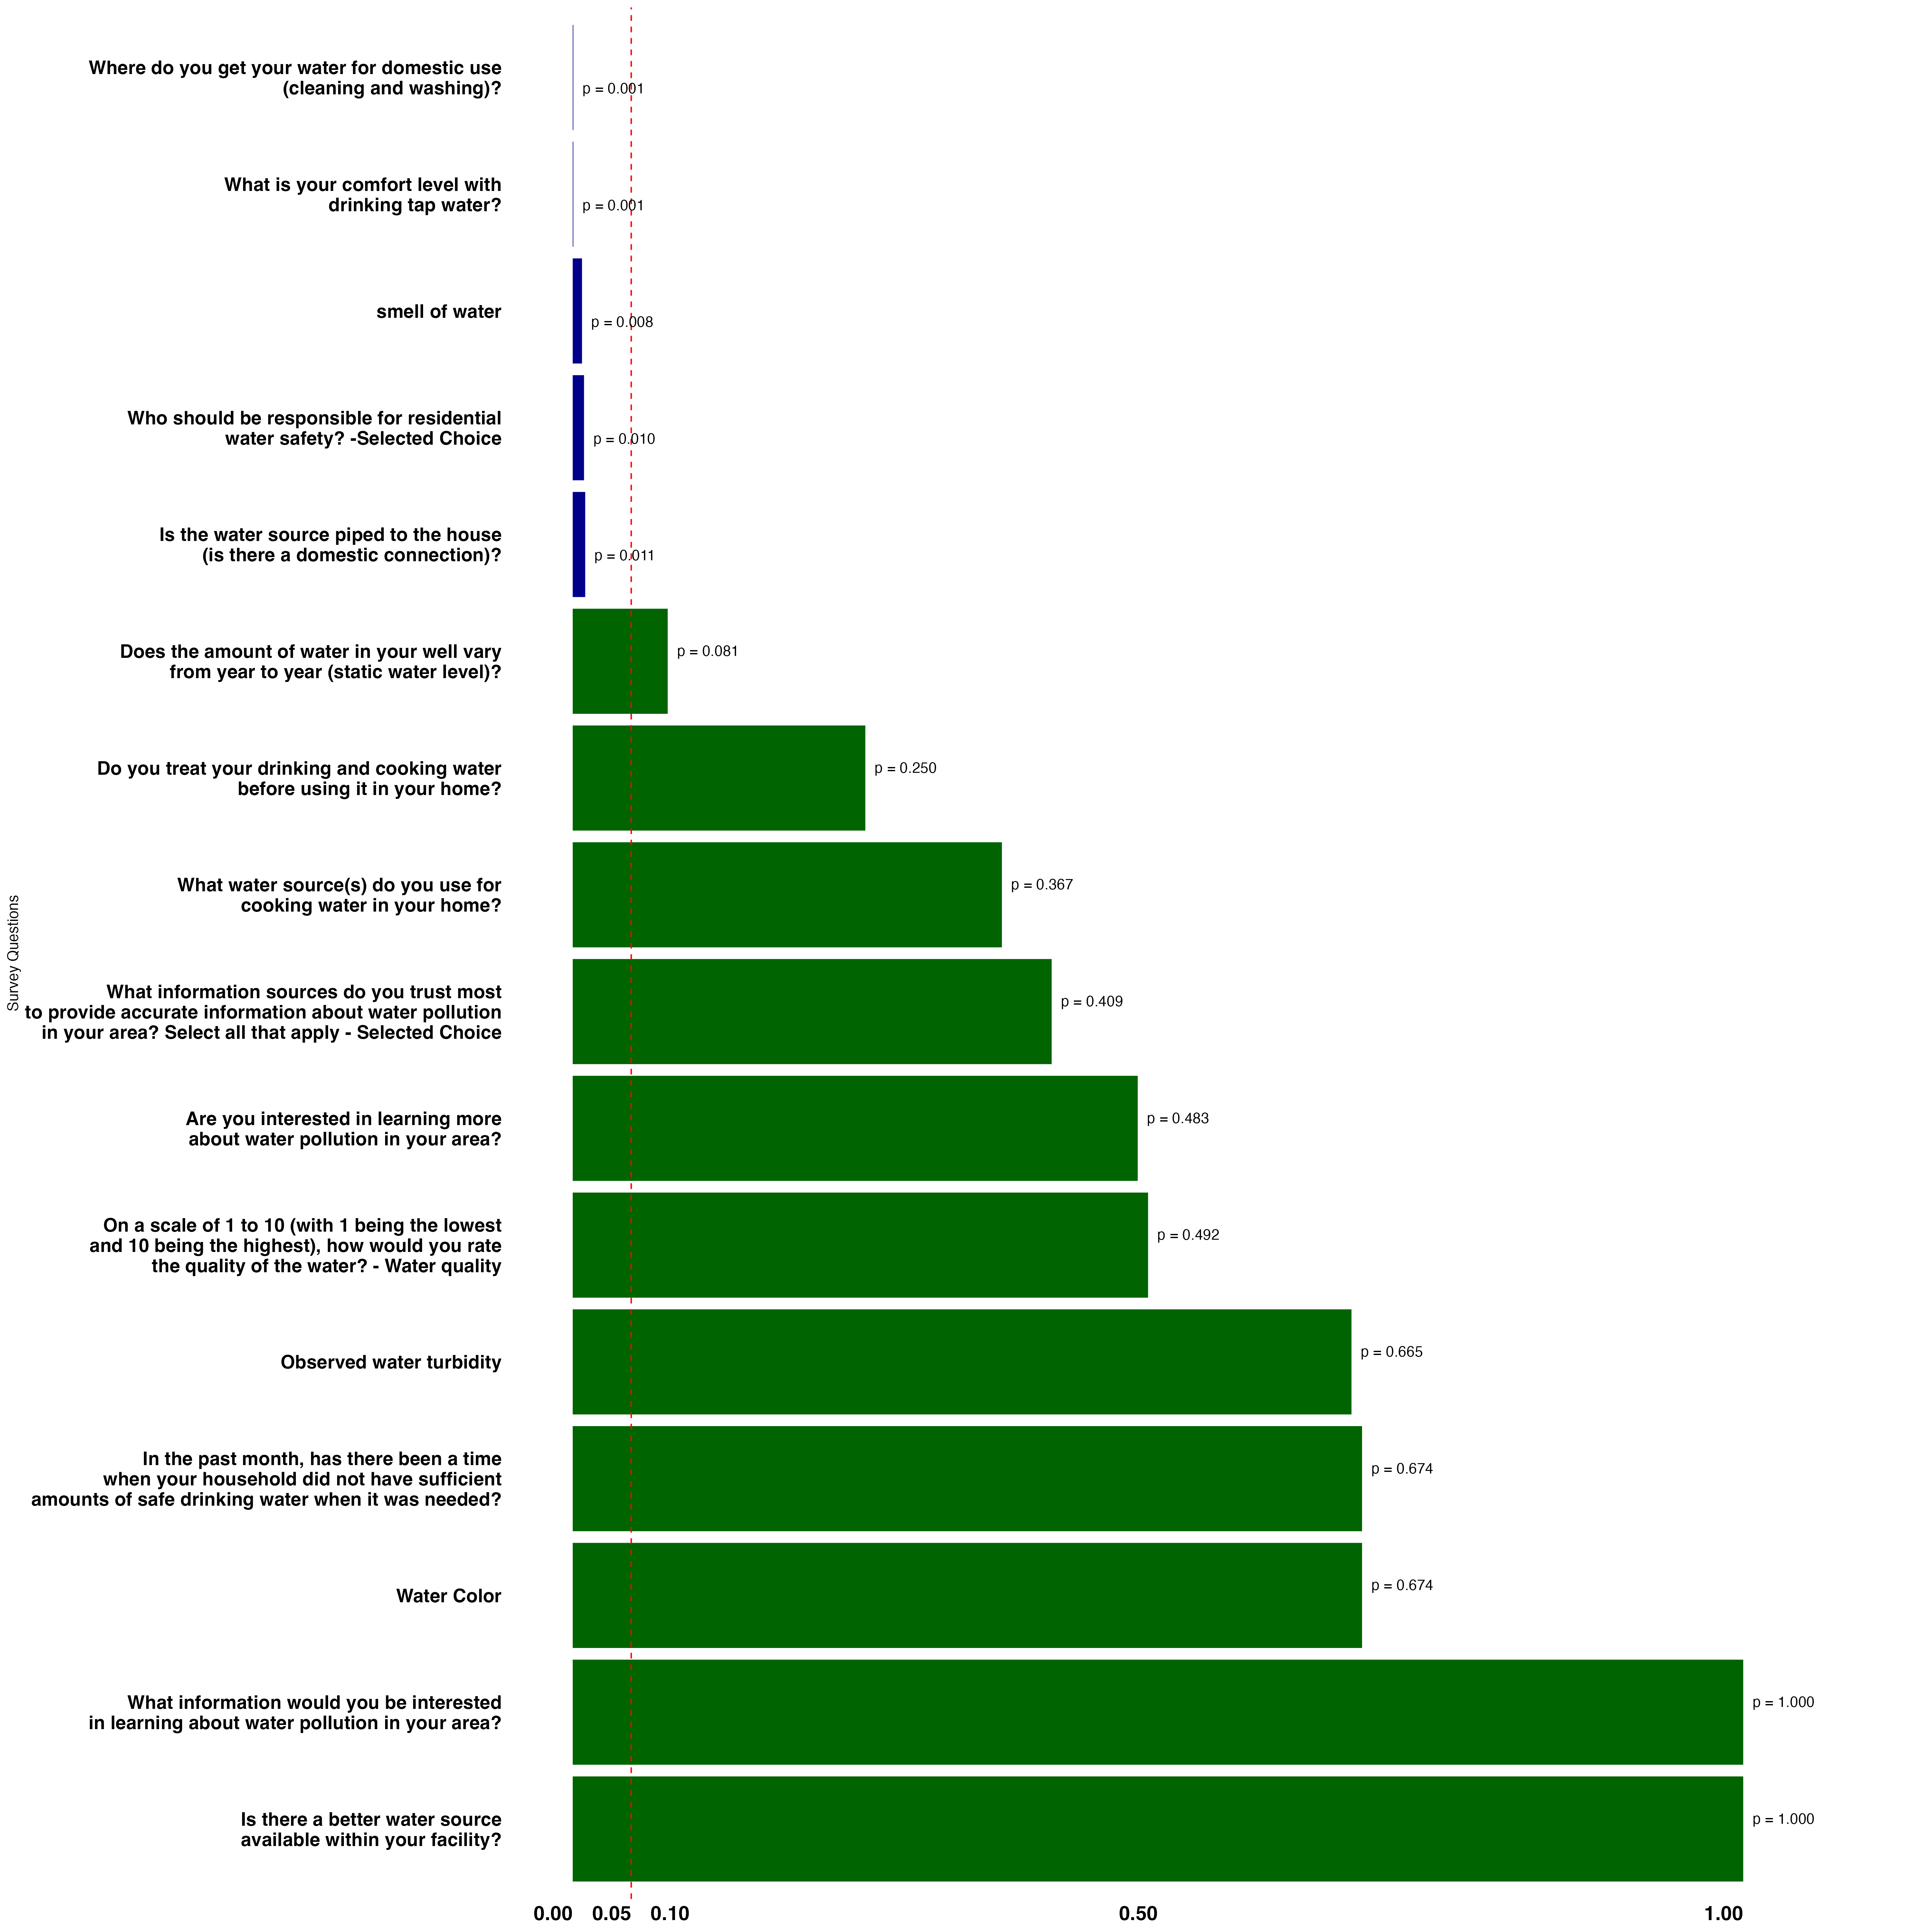 Where do you get your water for domestic use
(cleaning and washing)?
p = 0.001
What is your comfort level with
drinking tap water?
p = 0.001
smell of water
p = 0.008
Who should be responsible for residential
water safety? -Selected Choice
p = 0.010
Is the water source piped to the house
(is there a domestic connection)?
p = 0.011
Does the amount of water in your well vary
from year to year (static water level)?
p = 0.081
Do you treat your drinking and cooking water
before using it in your home?
p = 0.250
What water source(s) do you use for
cooking water in your home?
p = 0.367
Survey Questions
What information sources do you trust most
to provide accurate information about water pollution
in your area? Select all that apply - Selected Choice
p = 0.409
Are you interested in learning more
about water pollution in your area?
p = 0.483
On a scale of 1 to 10 (with 1 being the lowest
and 10 being the highest), how would you rate
the quality of the water? - Water quality
p = 0.492
Observed water turbidity
p = 0.665
In the past month, has there been a time
when your household did not have sufficient
amounts of safe drinking water when it was needed?
p = 0.674
Water Color
p = 0.674
What information would you be interested
in learning about water pollution in your area?
p = 1.000
Is there a better water source
available within your facility?
p = 1.000
0.00 0.05 0.10 0.50 1.00